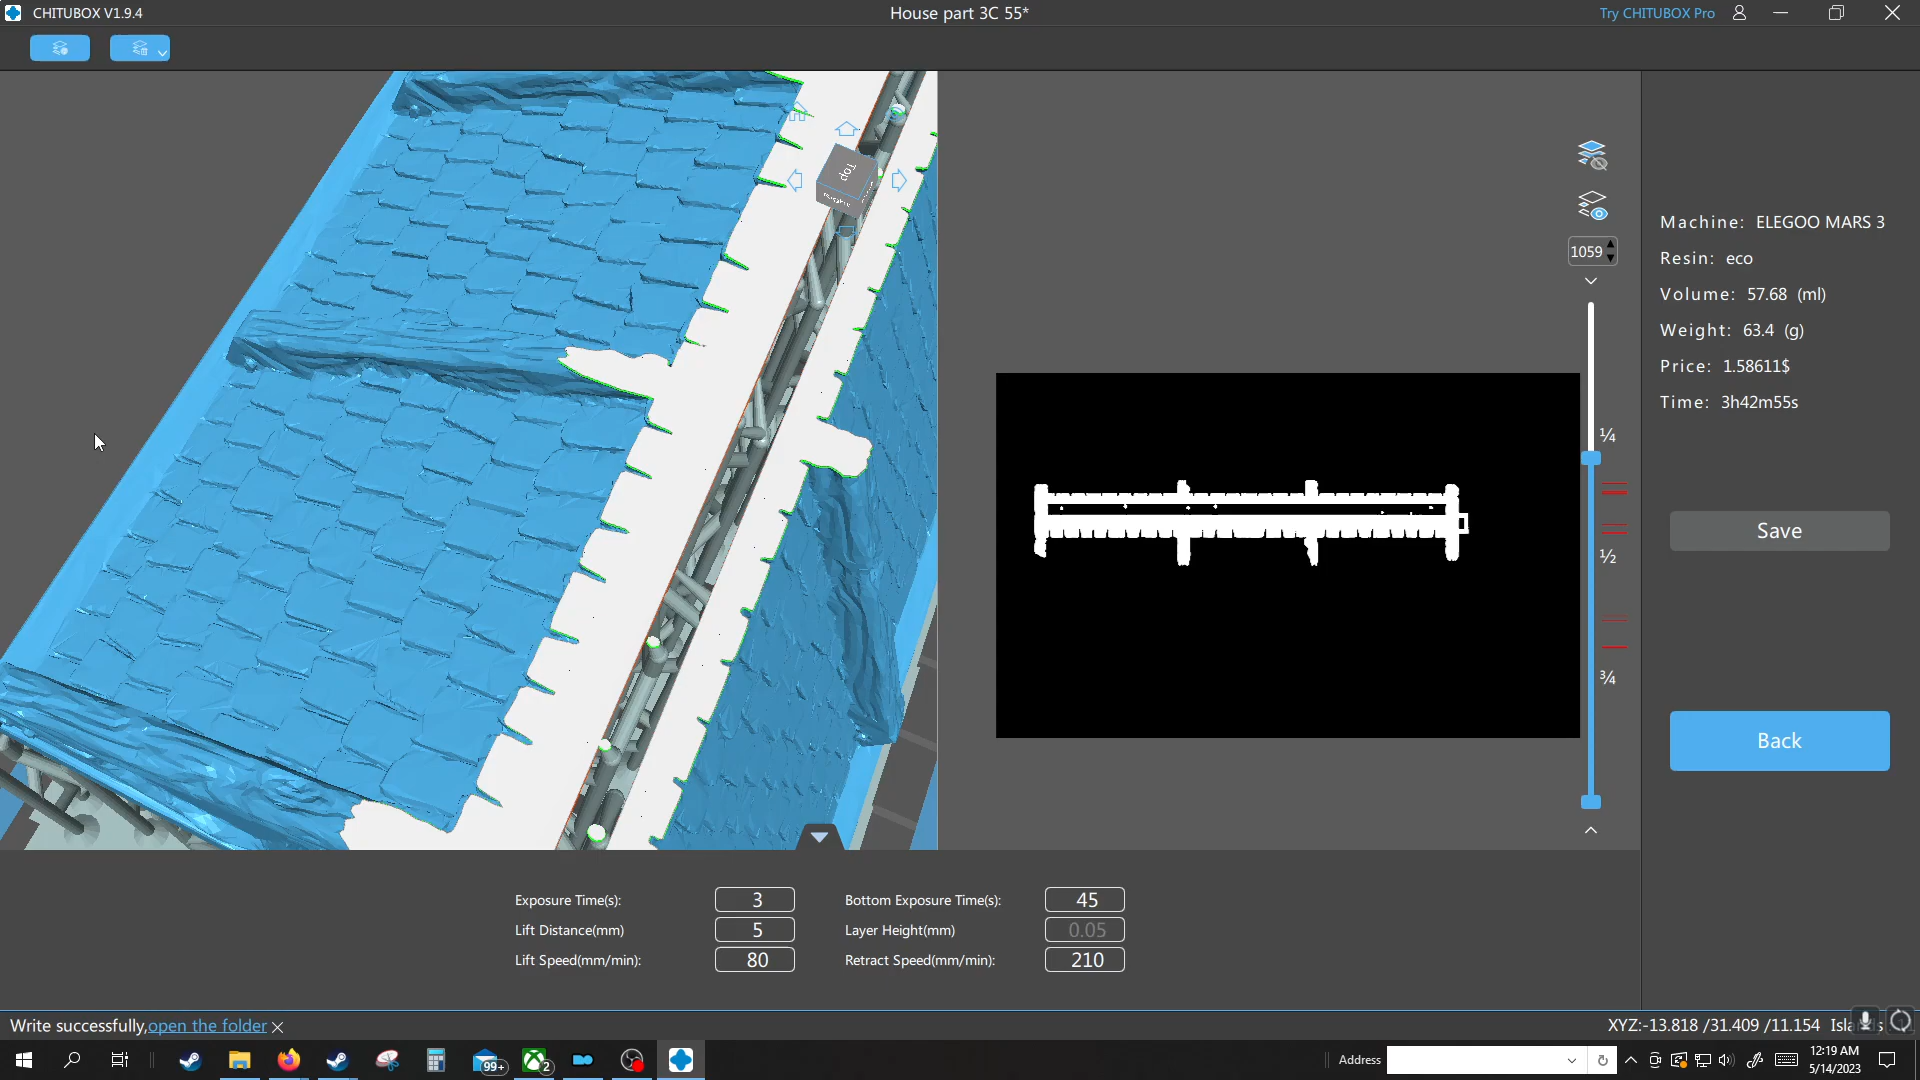 CHITUBOX V1.9.4
House part 3C 55*
Try CHITUBOX Pro
Top
1059
Machine: ELEGOO MARS 3
Resin: eco
Volume: 57.68 (ml)
Weight: 63.4 (g)
Price: 1.58611$
Time: 3h42m55s
¼
½
¾
Save
Back
Exposure Time(s): 3 Bottom Exposure Time(s): 45
Lift Distance(mm) 5 Layer Height(mm) 0.05
Lift Speed(mm/min): 80 Retract Speed(mm/min): 210
Write successfully,open the folder
XYZ:-13.818 /31.409 /11.154
99+
2
Address
12:19 AM
5/14/2023